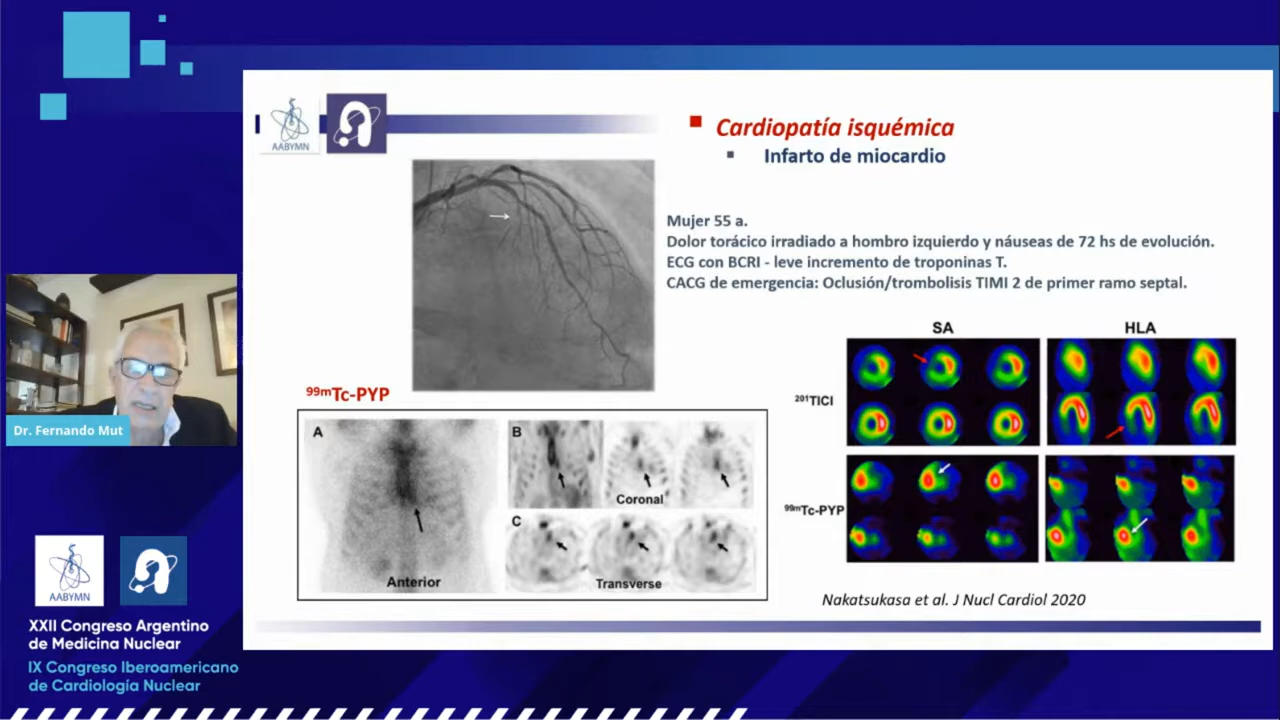 AABYMN
Cardiopatía isquémica
Infarto de miocardio
Mujer 55 a.
Dolor torácico irradiado a hombro izquierdo y náuseas de 72 hs de evolución.
ECG con BCRI - leve incremento de troponinas T.
CACG de emergencia: Oclusión/trombolisis TIMI 2 de primer ramo septal.
99mTc-PYP
A
Anterior
B
Coronal
C
Transverse
SA
HLA
201TlCl
99mTc-PYP
Nakatsukasa et al. J Nucl Cardiol 2020
Dr. Fernando Mut
AABYMN
XXII Congreso Argentino
de Medicina Nuclear
IX Congreso Iberoamericano
de Cardiología Nuclear